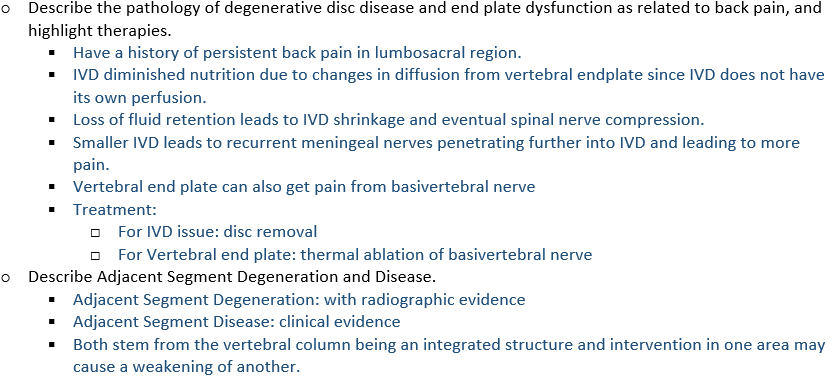 o Describe the pathology of degenerative disc disease and end plate dysfunction as related to back pain, and
highlight therapies.
▪ Have a history of persistent back pain in lumbosacral region.
▪ IVD diminished nutrition due to changes in diffusion from vertebral endplate since IVD does not have
its own perfusion.
▪ Loss of fluid retention leads to IVD shrinkage and eventual spinal nerve compression.
▪ Smaller IVD leads to recurrent meningeal nerves penetrating further into IVD and leading to more
pain.
▪ Vertebral end plate can also get pain from basivertebral nerve
▪ Treatment:
□ For IVD issue: disc removal
□ For Vertebral end plate: thermal ablation of basivertebral nerve
o Describe Adjacent Segment Degeneration and Disease.
▪ Adjacent Segment Degeneration: with radiographic evidence
▪ Adjacent Segment Disease: clinical evidence
▪ Both stem from the vertebral column being an integrated structure and intervention in one area may
cause a weakening of another.